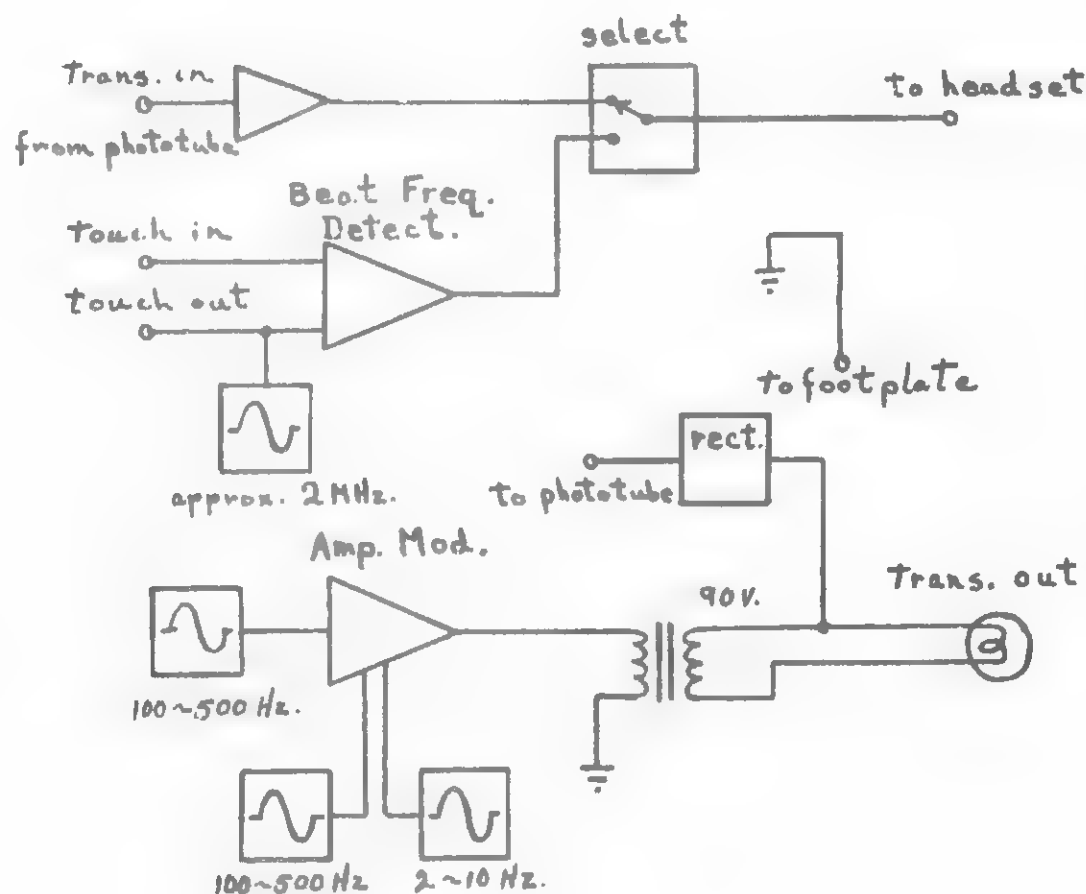 select
Trans. in
to headset
from phototube
Beat Freq.
Detect.
touch in
touch out
to footplate
rect.
approx. 2 MHz.
to phototube
Amp. Mod.
Trans. out
90V.
100~500 Hz.
100~500 Hz
2~10 Hz.